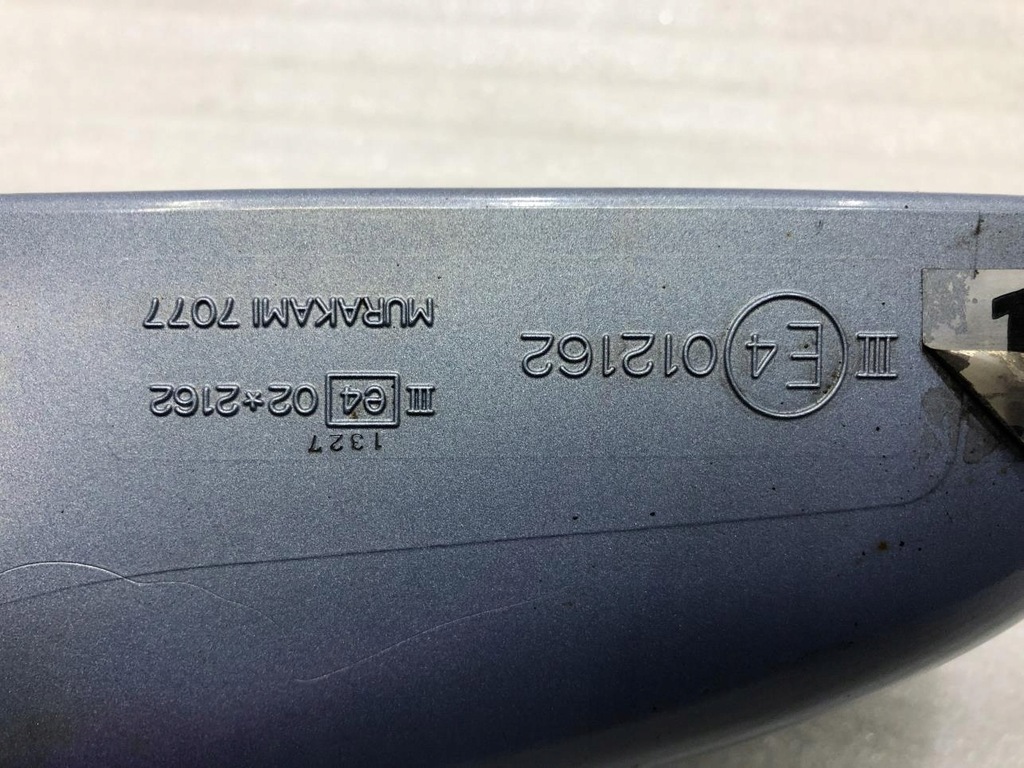 III E4 012162
1327
III e4 02*2162
MURAKAMI 7077